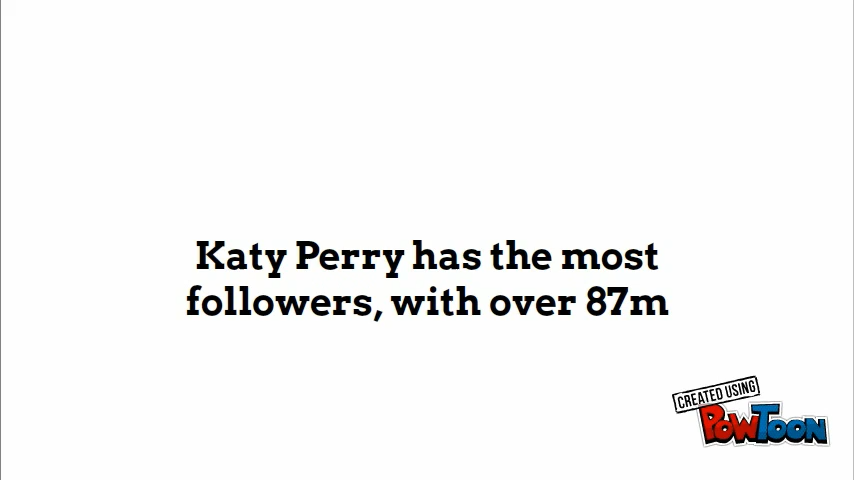 Katy Perry has the most
followers, with over 87m
CREATED USING
POWTOON